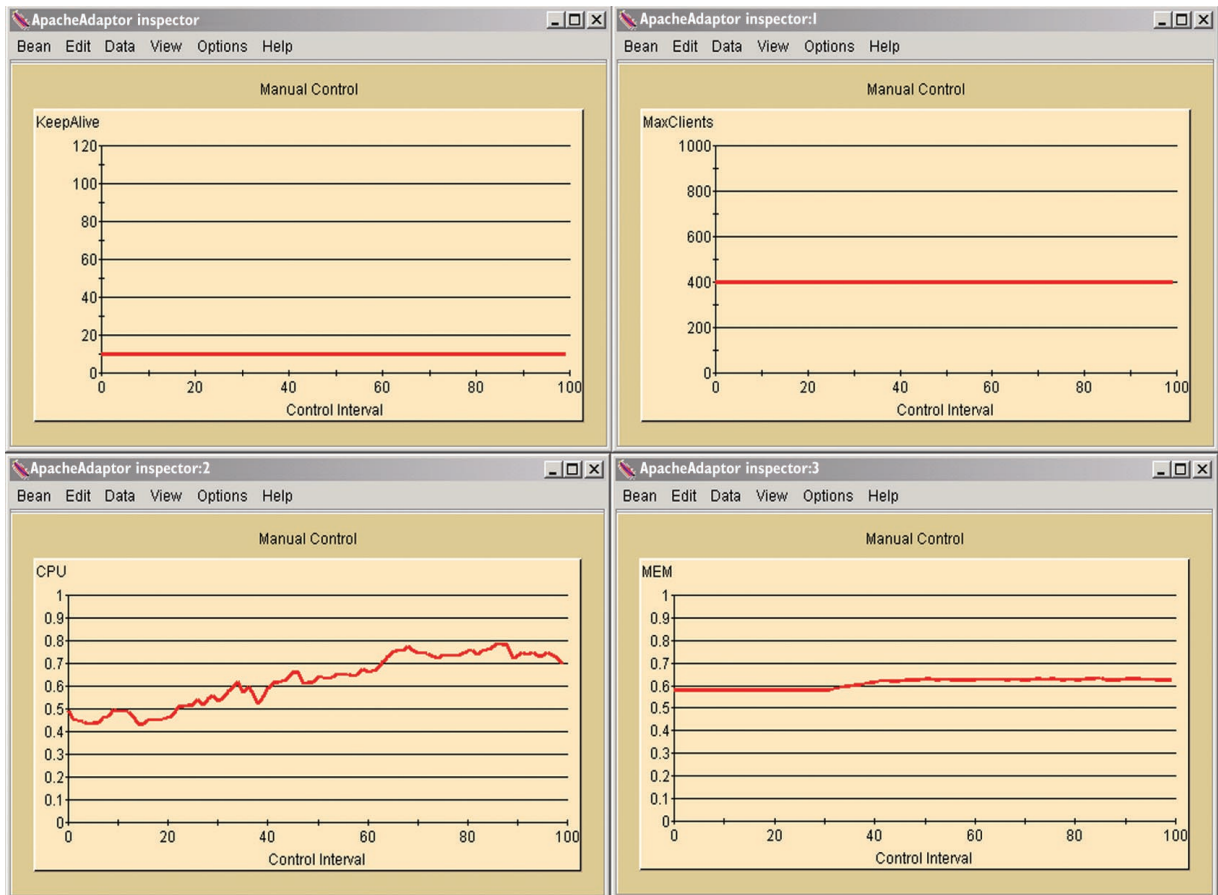 ApacheAdaptor inspector
Bean Edit Data View Options Help
Manual Control
KeepAlive
120
100
80
60
40
20
0
0 20 40 60 80 100
Control Interval
ApacheAdaptor inspector:1
Bean Edit Data View Options Help
Manual Control
MaxClients
1000
800
600
400
200
0
0 20 40 60 80 100
Control Interval
ApacheAdaptor inspector:2
Bean Edit Data View Options Help
Manual Control
CPU
1
0.9
0.8
0.7
0.6
0.5
0.4
0.3
0.2
0.1
0
0 20 40 60 80 100
Control Interval
ApacheAdaptor inspector:3
Bean Edit Data View Options Help
Manual Control
MEM
1
0.9
0.8
0.7
0.6
0.5
0.4
0.3
0.2
0.1
0
0 20 40 60 80 100
Control Interval